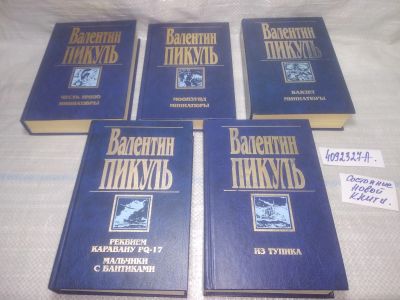 Валентин
ПИКУЛЬ
ЧЕСТЬ ИМЕЮ
МИНИАТЮРЫ
Валентин
ПИКУЛЬ
МООНЗУНД
МИНИАТЮРЫ
Валентин
ПИКУЛЬ
БАЯЗЕТ
МИНИАТЮРЫ
4092327-А.
Состояние
новой
книги.
Валентин
ПИКУЛЬ
РЕКВИЕМ
КАРАВАНУ PQ-17
МАЛЬЧИКИ
С БАНТИКАМИ
Валентин
ПИКУЛЬ
ИЗ ТУПИКА